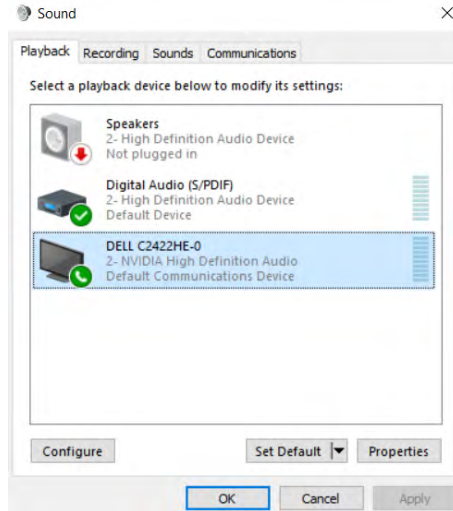 Sound
Playback Recording Sounds Communications
Select a playback device below to modify its settings:
Speakers
2- High Definition Audio Device
Not plugged in
Digital Audio (S/PDIF)
2- High Definition Audio Device
Default Device
DELL C2422HE-0
2- NVIDIA High Definition Audio
Default Communications Device
Configure Set Default Properties
OK Cancel Apply